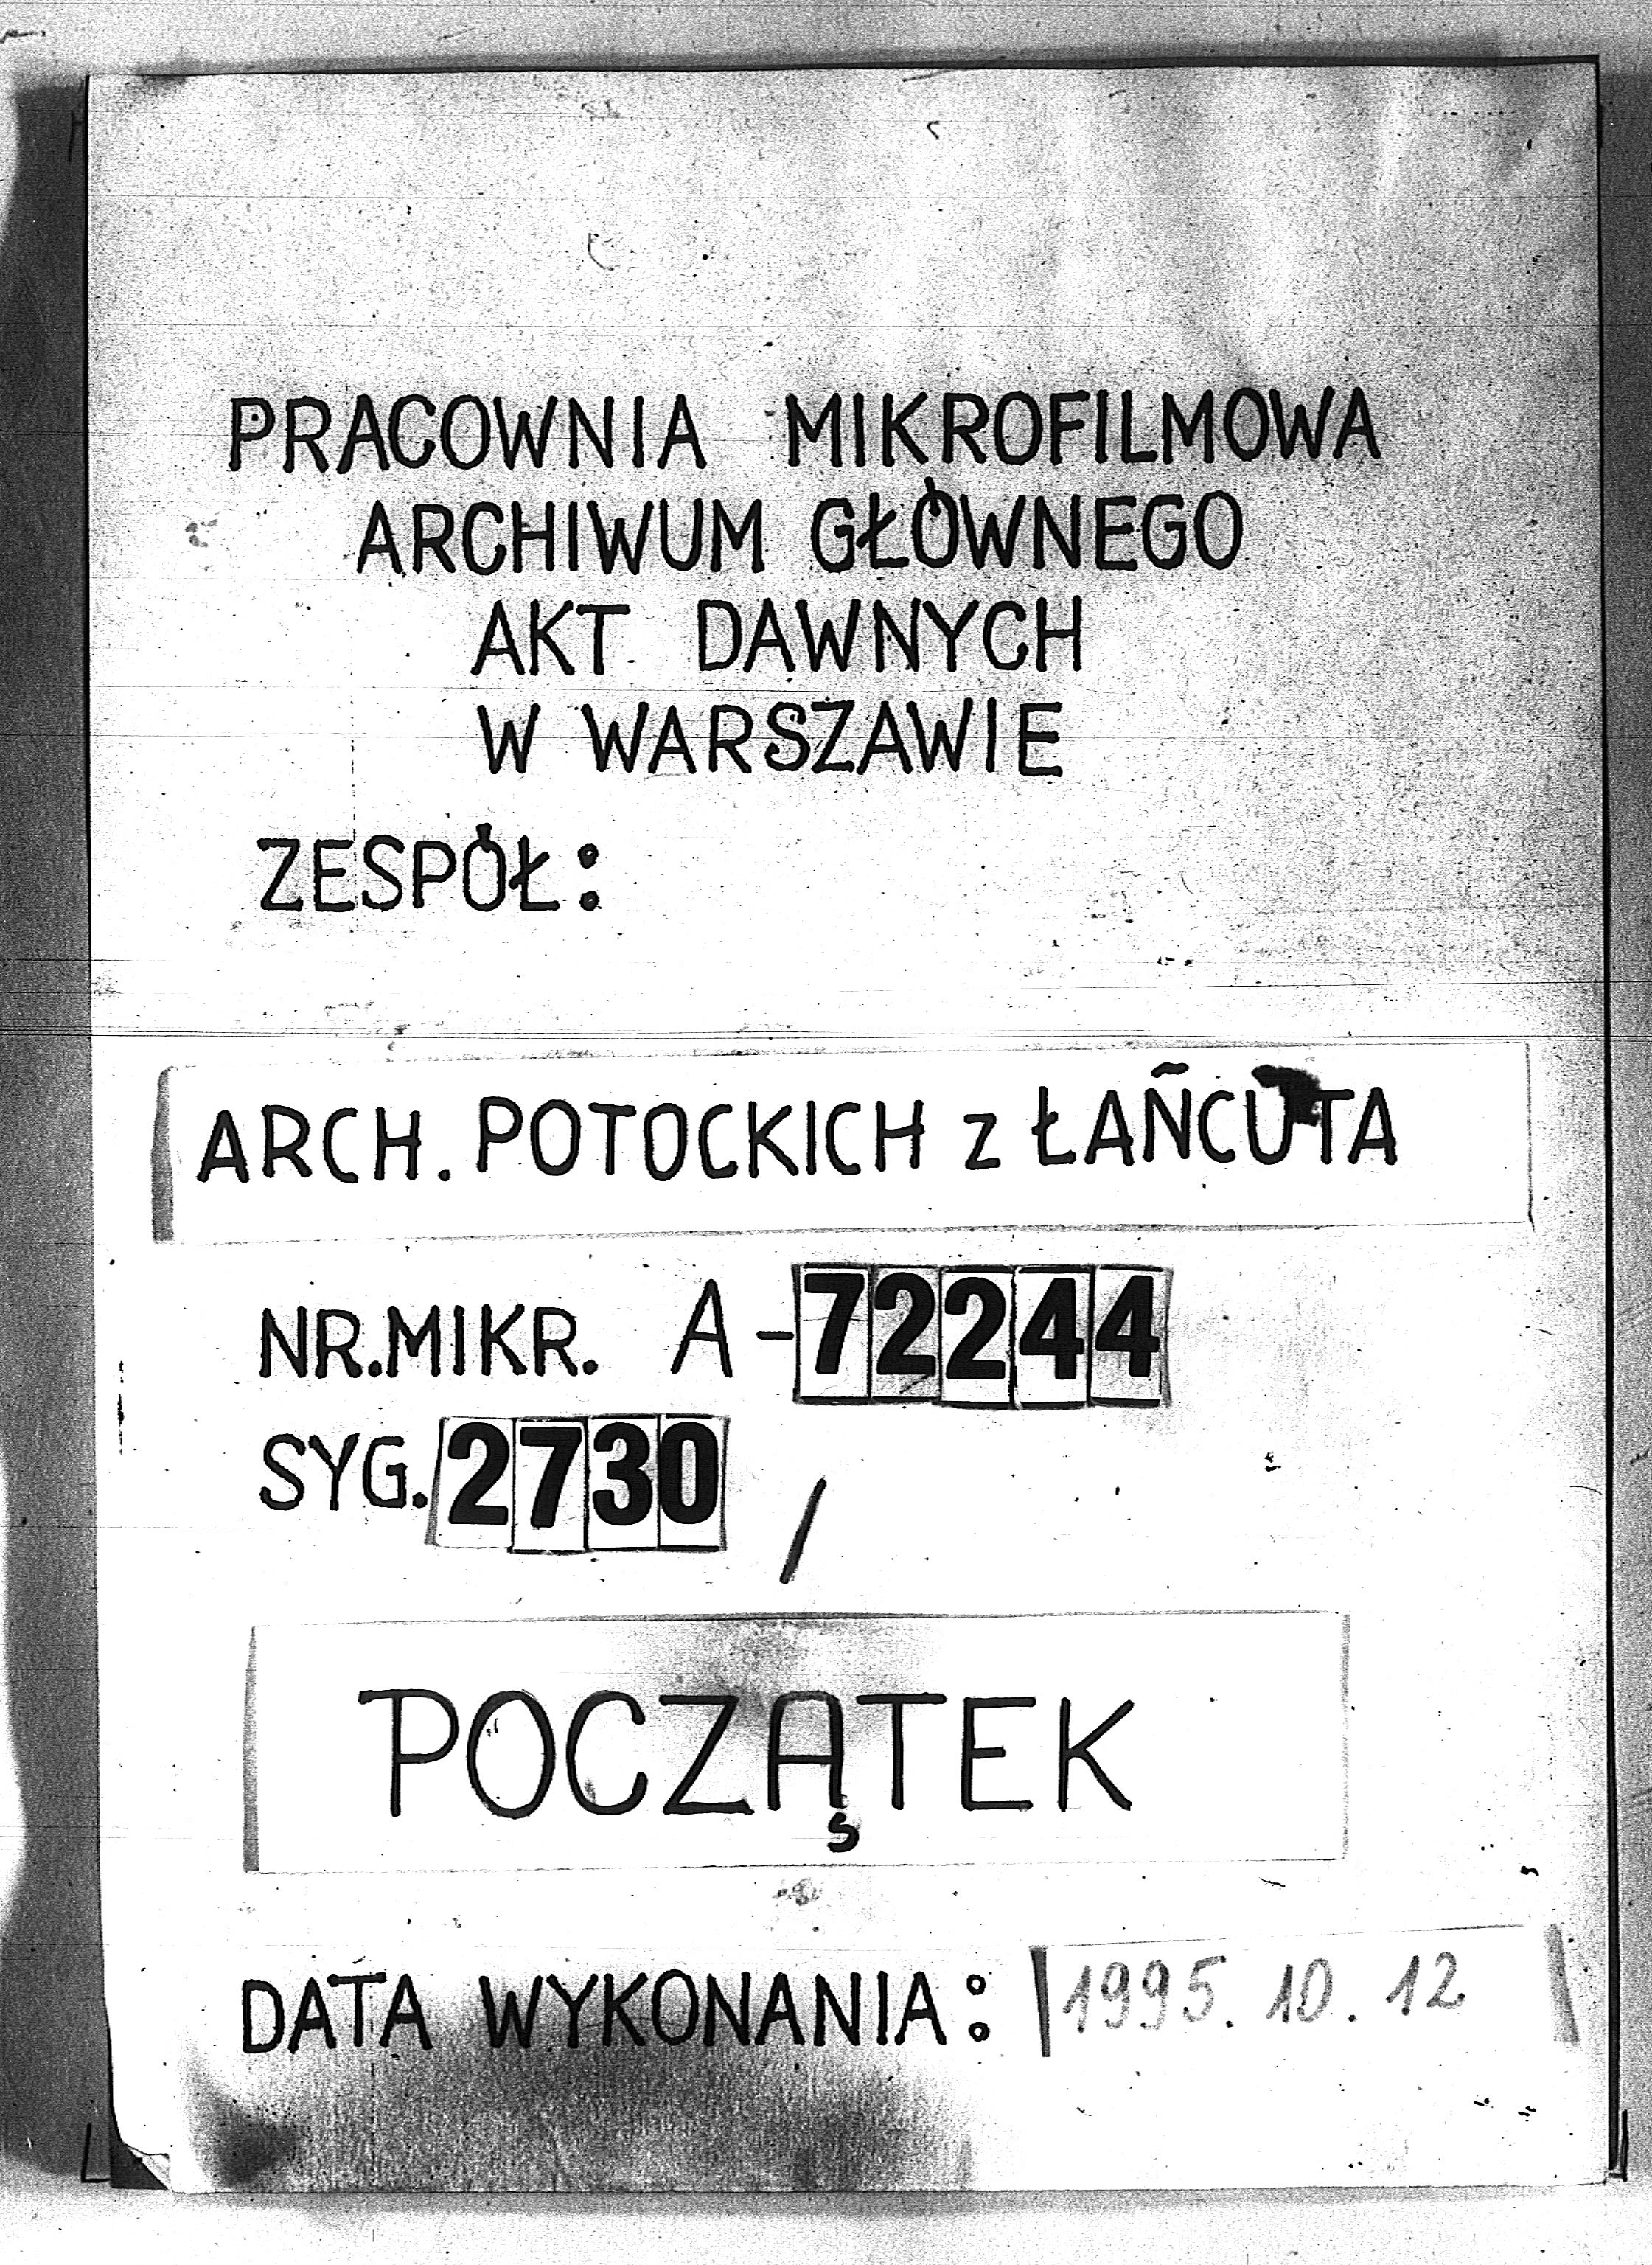 PRACOWNIA MIKROFILMOWA
ARCHIWUM GŁÓWNEGO
AKT DAWNYCH
W WARSZAWIE
ZESPÓŁ:
ARCH. POTOCKICH z ŁAŃCUTA
NR.MIKR. A-72244
SYG. 2730 /
POCZĄTEK
DATA WYKONANIA: 1995.10.12